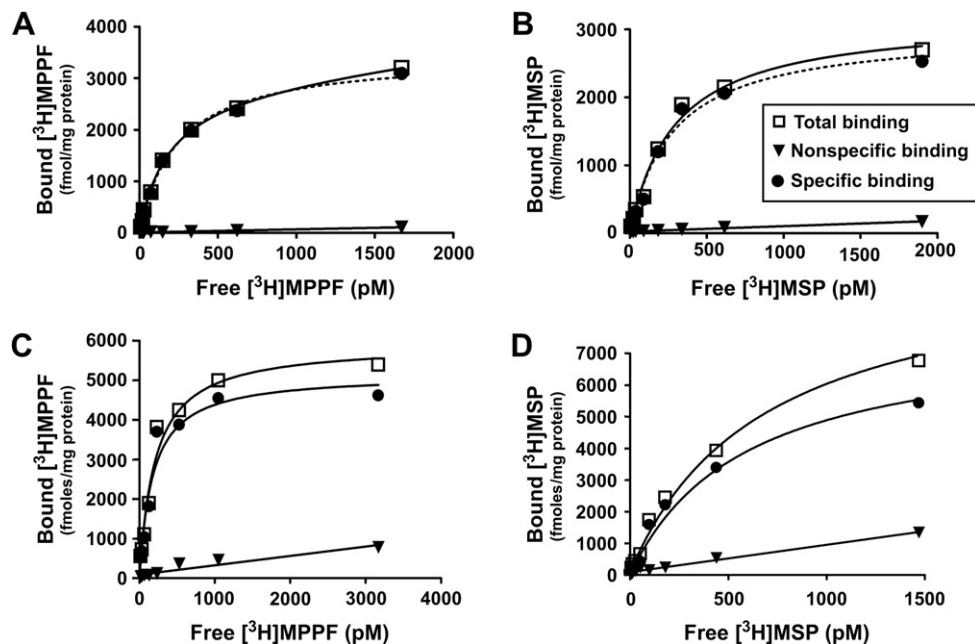 A
Bound [³H]MPPF
(fmol/mg protein)
4000
3000
2000
1000
0
0
500
1000
1500
2000
Free [³H]MPPF (pM)
B
Bound [³H]MSP
(fmol/mg protein)
3000
2000
1000
0
0
500
1000
1500
2000
Free [³H]MSP (pM)
Total binding
Nonspecific binding
Specific binding
C
Bound [³H]MPPF
(fmoles/mg protein)
6000
5000
4000
3000
2000
1000
0
0
1000
2000
3000
4000
Free [³H]MPPF (pM)
D
Bound [³H]MSP
(fmoles/mg protein)
7000
6000
5000
4000
3000
2000
1000
0
0
500
1000
1500
Free [³H]MSP (pM)